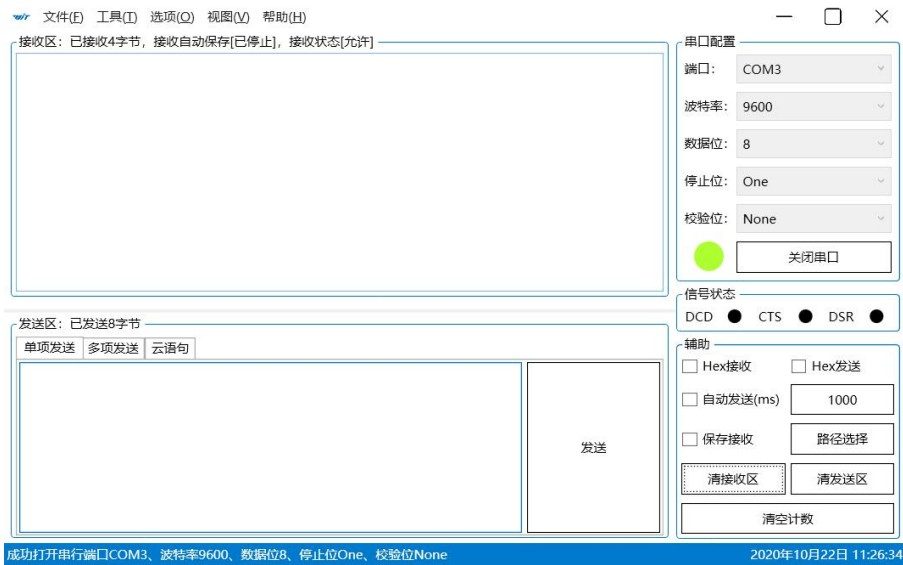 文件(F) 工具(T) 选项(O) 视图(V) 帮助(H)
接收区：已接收4字节，接收自动保存[已停止]，接收状态[允许]
串口配置
端口： COM3
波特率： 9600
数据位： 8
停止位： One
校验位： None
关闭串口
信号状态
DCD CTS DSR
发送区：已发送8字节
单项发送 多项发送 云语句
发送
辅助
Hex接收 Hex发送
自动发送(ms) 1000
保存接收 路径选择
清接收区 清发送区
清空计数
成功打开串行端口COM3、波特率9600、数据位8、停止位One、校验位None 2020年10月22日 11:26:34